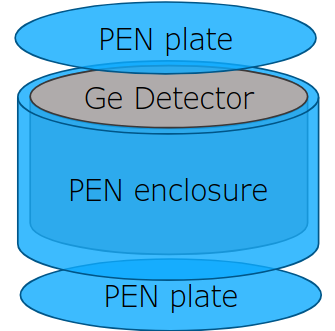 PEN plate
Ge Detector
PEN enclosure
PEN plate